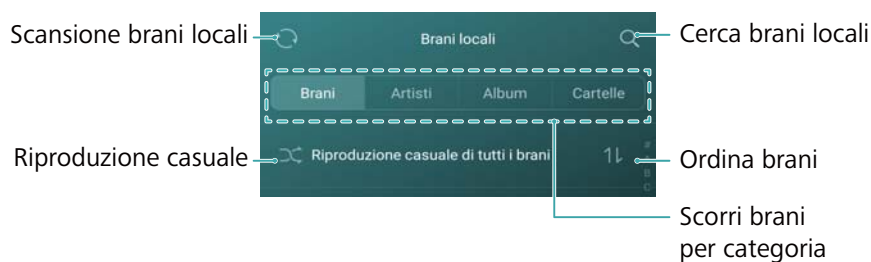 Scansione brani locali
Brani locali
Cerca brani locali
Brani Artisti Album Cartelle
Riproduzione casuale
Riproduzione casuale di tutti i brani
Ordina brani
#
B
C
Scorri brani
per categoria